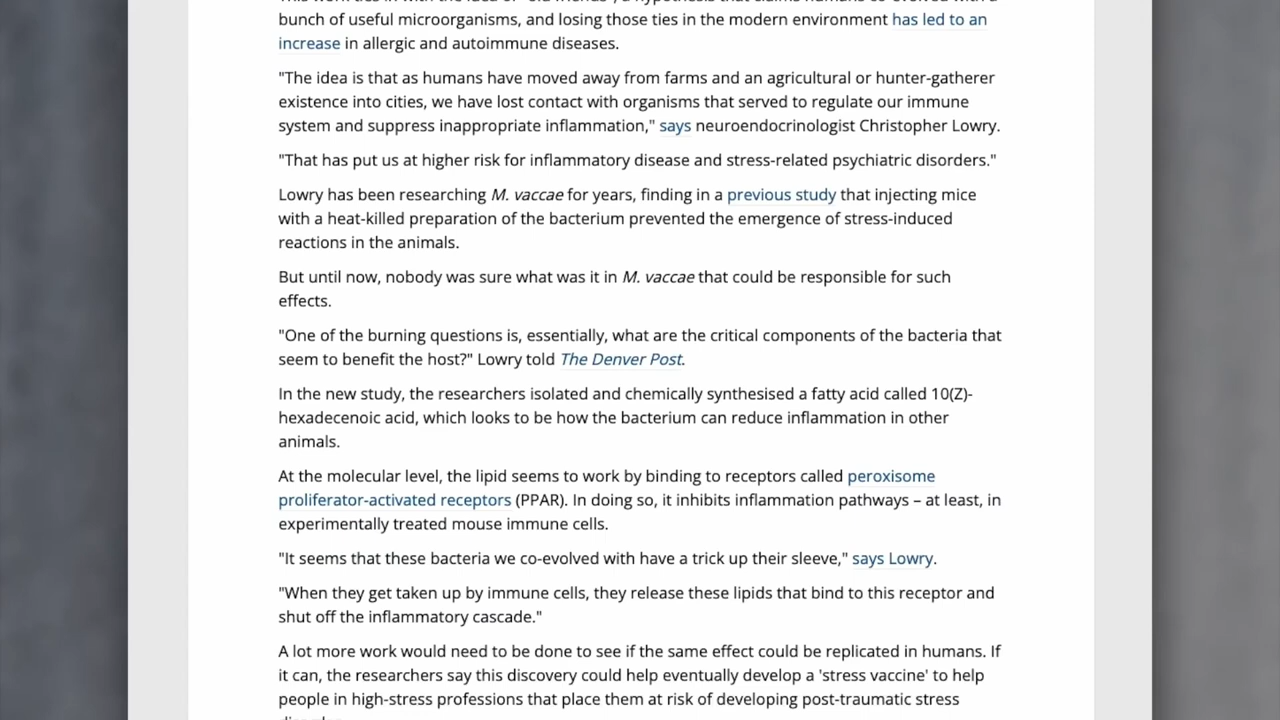 bunch of useful microorganisms, and losing those ties in the modern environment has led to an
increase in allergic and autoimmune diseases.
"The idea is that as humans have moved away from farms and an agricultural or hunter-gatherer
existence into cities, we have lost contact with organisms that served to regulate our immune
system and suppress inappropriate inflammation," says neuroendocrinologist Christopher Lowry.
"That has put us at higher risk for inflammatory disease and stress-related psychiatric disorders."
Lowry has been researching M. vaccae for years, finding in a previous study that injecting mice
with a heat-killed preparation of the bacterium prevented the emergence of stress-induced
reactions in the animals.
But until now, nobody was sure what was it in M. vaccae that could be responsible for such
effects.
"One of the burning questions is, essentially, what are the critical components of the bacteria that
seem to benefit the host?" Lowry told The Denver Post.
In the new study, the researchers isolated and chemically synthesised a fatty acid called 10(Z)-
hexadecenoic acid, which looks to be how the bacterium can reduce inflammation in other
animals.
At the molecular level, the lipid seems to work by binding to receptors called peroxisome
proliferator-activated receptors (PPAR). In doing so, it inhibits inflammation pathways – at least, in
experimentally treated mouse immune cells.
"It seems that these bacteria we co-evolved with have a trick up their sleeve," says Lowry.
"When they get taken up by immune cells, they release these lipids that bind to this receptor and
shut off the inflammatory cascade."
A lot more work would need to be done to see if the same effect could be replicated in humans. If
it can, the researchers say this discovery could help eventually develop a 'stress vaccine' to help
people in high-stress professions that place them at risk of developing post-traumatic stress